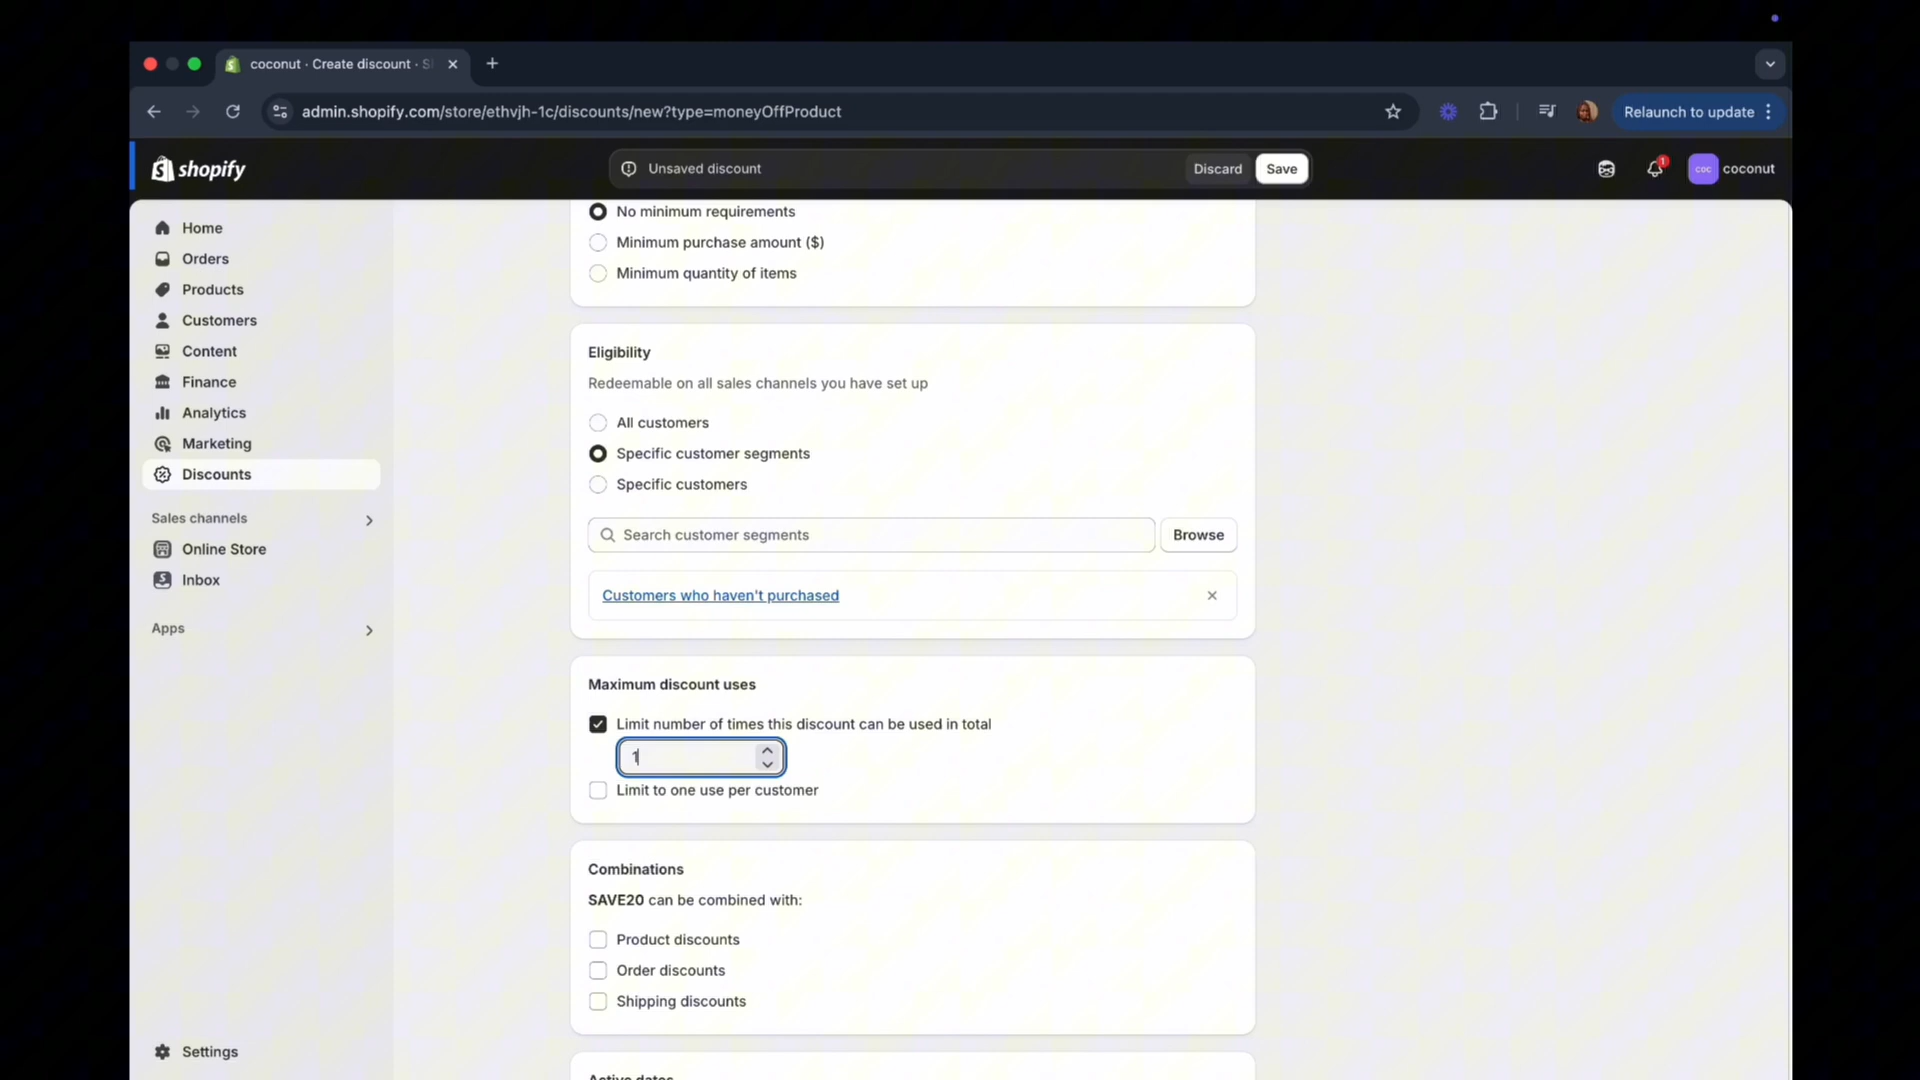 coconut · Create discount · S
admin.shopify.com/store/ethvjh-1c/discounts/new?type=moneyOffProduct
Relaunch to update
shopify
Unsaved discount
Discard
Save
1
coc
coconut
Home
Orders
Products
Customers
Content
Finance
Analytics
Marketing
Discounts
Sales channels
Online Store
Inbox
Apps
Settings
No minimum requirements
Minimum purchase amount ($)
Minimum quantity of items
Eligibility
Redeemable on all sales channels you have set up
All customers
Specific customer segments
Specific customers
Search customer segments
Browse
Customers who haven't purchased
Maximum discount uses
Limit number of times this discount can be used in total
1
Limit to one use per customer
Combinations
SAVE20 can be combined with:
Product discounts
Order discounts
Shipping discounts
Active dates